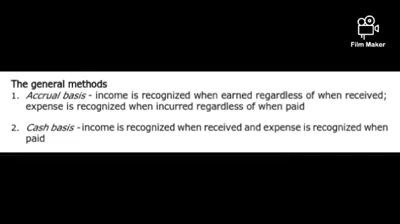 Film Maker
The general methods
1. Accrual basis - income is recognized when earned regardless of when received;
expense is recognized when incurred regardless of when paid
2. Cash basis - income is recognized when received and expense is recognized when
paid